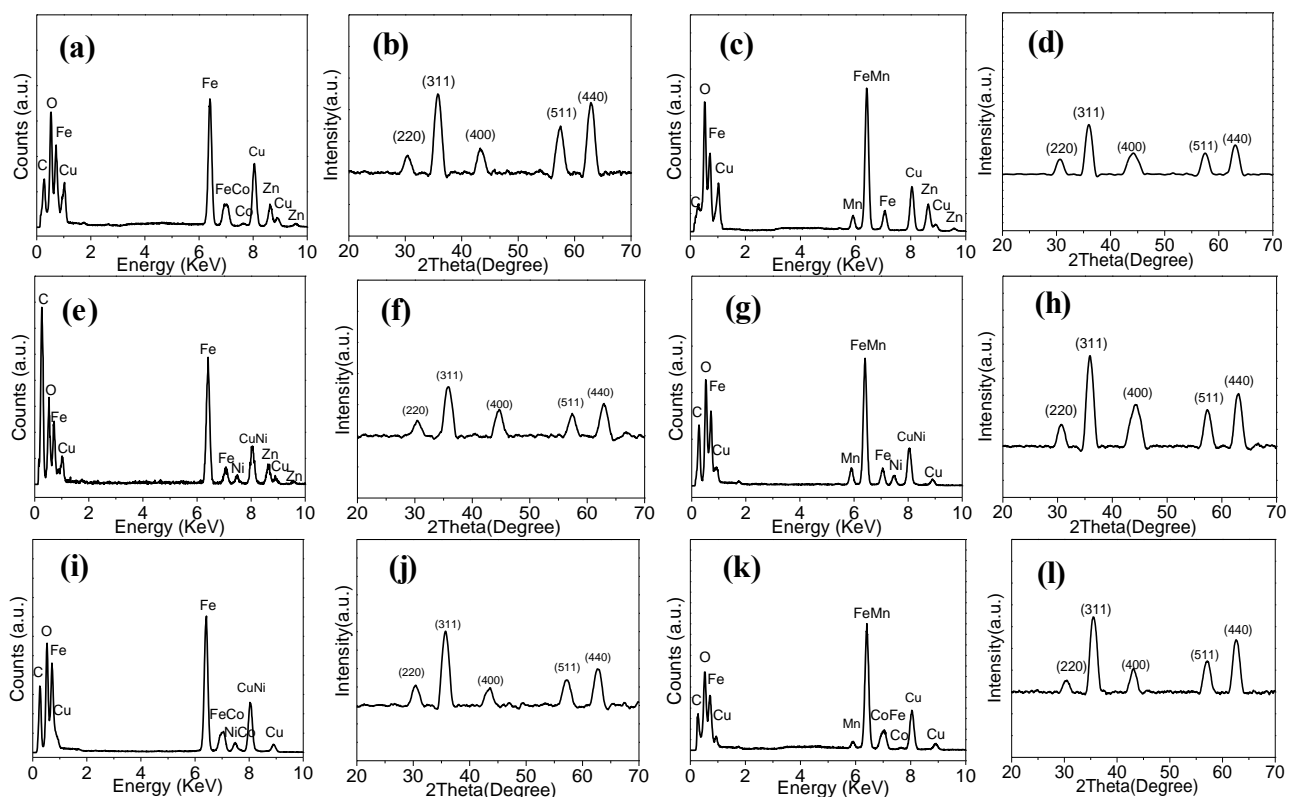 (a)
Counts (a.u.)
C
O
Fe
Cu
Fe
FeCo
Co
Cu
Zn
Cu
Zn
0 2 4 6 8 10
Energy (KeV)
(b)
Intensity(a.u.)
(220)
(311)
(400)
(511)
(440)
20 30 40 50 60 70
2Theta(Degree)
(c)
Counts (a.u.)
C
O
Fe
Cu
Mn
FeMn
Fe
Cu
Zn
Cu
Zn
0 2 4 6 8 10
Energy (KeV)
(d)
Intensity(a.u.)
(220)
(311)
(400)
(511)
(440)
20 30 40 50 60 70
2Theta(Degree)
(e)
Counts (a.u.)
C
O
Fe
Cu
Fe
Fe
Ni
CuNi
Zn
Cu
Zn
0 2 4 6 8 10
Energy (KeV)
(f)
Intensity(a.u.)
(220)
(311)
(400)
(511)
(440)
20 30 40 50 60 70
2Theta(Degree)
(g)
Counts (a.u.)
C
O
Fe
Cu
Mn
FeMn
Fe
Ni
CuNi
Cu
0 2 4 6 8 10
Energy (KeV)
(h)
Intensity(a.u.)
(220)
(311)
(400)
(511)
(440)
20 30 40 50 60 70
2Theta(Degree)
(i)
Counts (a.u.)
C
O
Fe
Cu
Fe
FeCo
NiCo
CuNi
Cu
0 2 4 6 8 10
Energy (KeV)
(j)
Intensity(a.u.)
(220)
(311)
(400)
(511)
(440)
20 30 40 50 60 70
2Theta(Degree)
(k)
Counts (a.u.)
C
O
Fe
Cu
Mn
FeMn
CoFe
Co
Cu
Cu
0 2 4 6 8 10
Energy (KeV)
(l)
Intensity(a.u.)
(220)
(311)
(400)
(511)
(440)
20 30 40 50 60 70
2Theta(Degree)